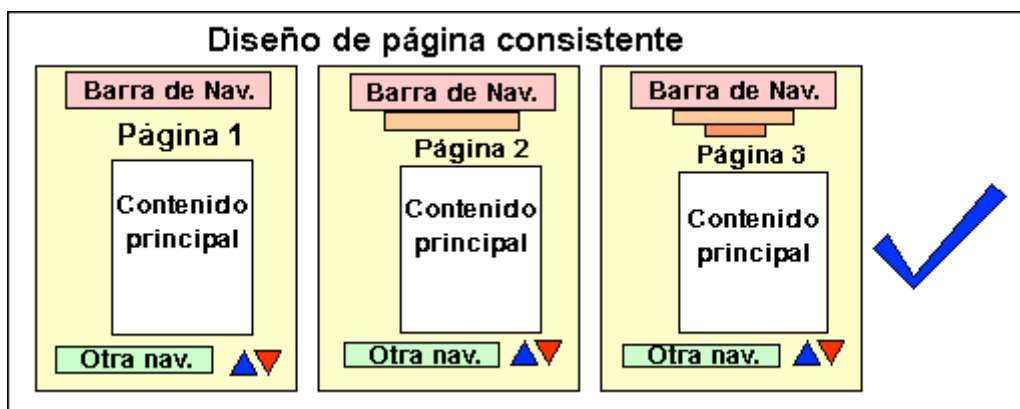 Diseño de página consistente
Barra de Nav.
Página 1
Contenido
principal
Otra nav.
Barra de Nav.
Página 2
Contenido
principal
Otra nav.
Barra de Nav.
Página 3
Contenido
principal
Otra nav.